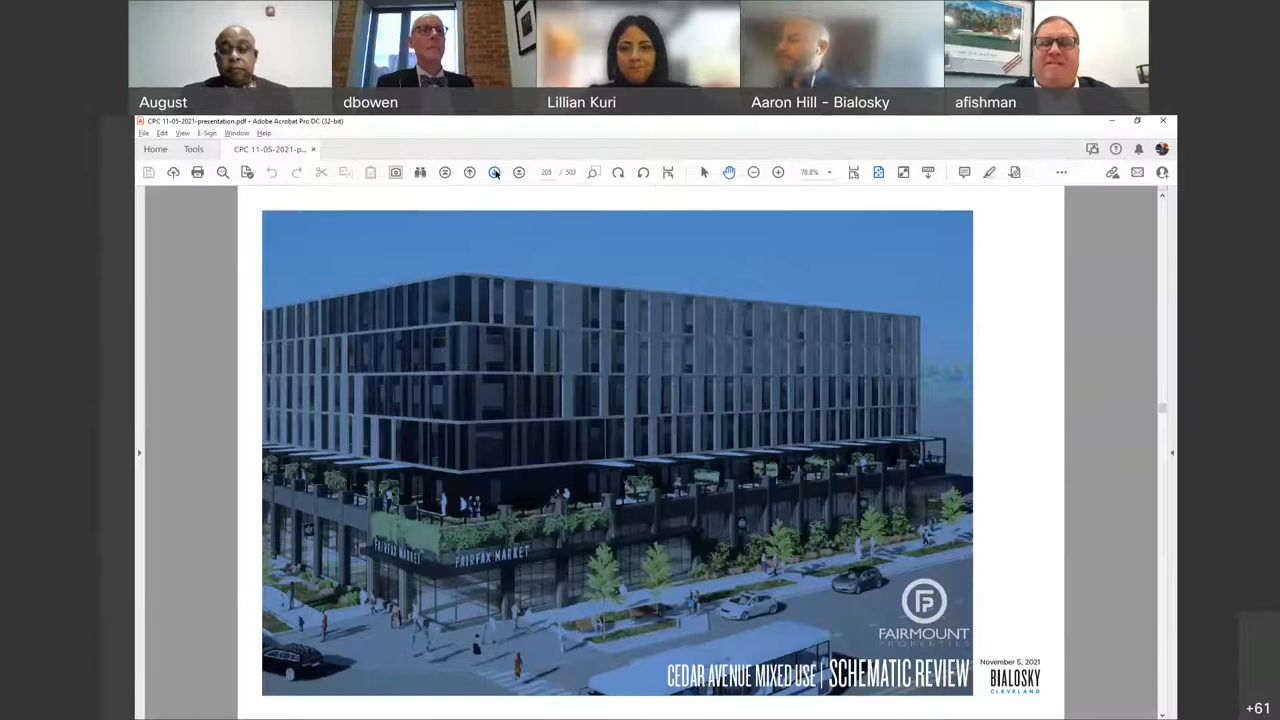 August
dbowen
Lillian Kuri
Aaron Hill - Bialosky
afishman
CPC 11-05-2021-presentation.pdf - Adobe Acrobat Pro DC (32-bit)
File Edit View E-Sign Window Help
Home Tools CPC 11-05-2021-p... ×
205 / 503 78.8%
FAIRFAX MARKET
FAIRFAX MARKET
FAIRMOUNT
PROPERTIES
CEDAR AVENUE MIXED USE | SCHEMATIC REVIEW
November 5, 2021
BIALOSKY
CLEVELAND
+61